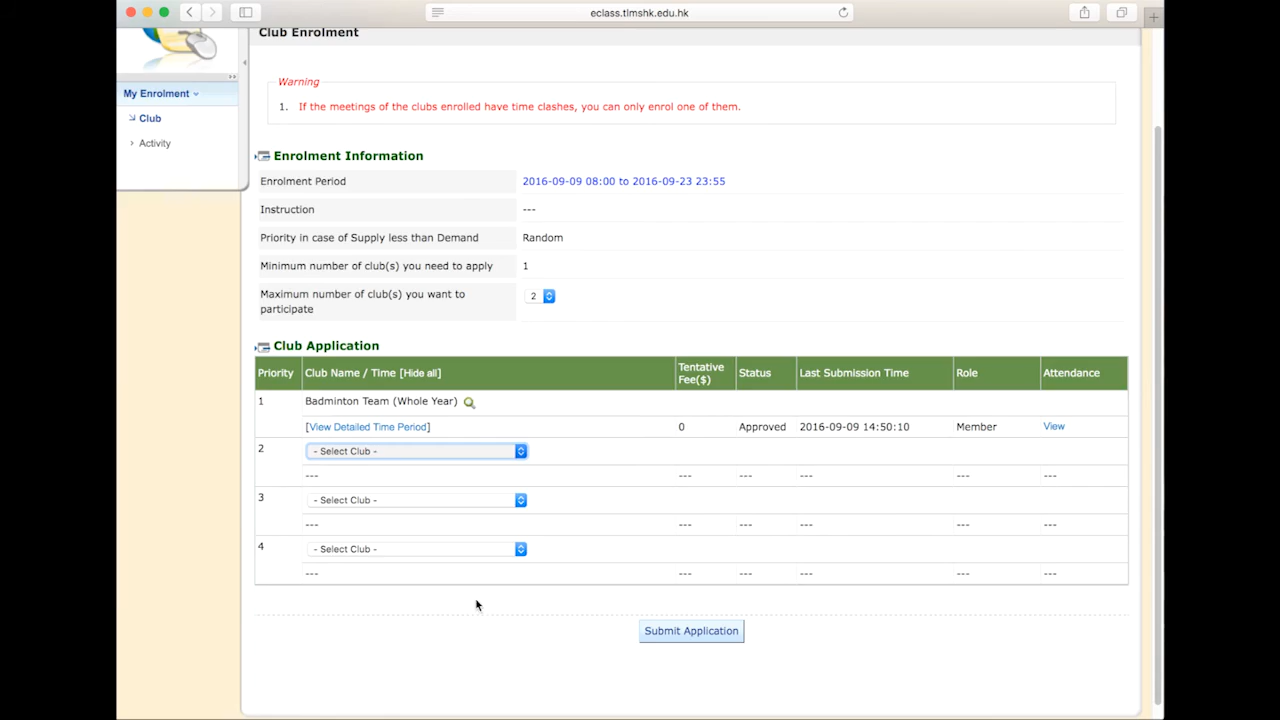 eclass.tlmshk.edu.hk
Club Enrolment
My Enrolment
Club
Activity
Warning
1. If the meetings of the clubs enrolled have time clashes, you can only enrol one of them.
Enrolment Information
Enrolment Period 2016-09-09 08:00 to 2016-09-23 23:55
Instruction ---
Priority in case of Supply less than Demand Random
Minimum number of club(s) you need to apply 1
Maximum number of club(s) you want to participate 2
Club Application
Priority Club Name / Time [Hide all] Tentative Fee($) Status Last Submission Time Role Attendance
1 Badminton Team (Whole Year)
[View Detailed Time Period] 0 Approved 2016-09-09 14:50:10 Member View
2 - Select Club -
--- --- --- --- --- ---
3 - Select Club -
--- --- --- --- --- ---
4 - Select Club -
--- --- --- --- --- ---
Submit Application